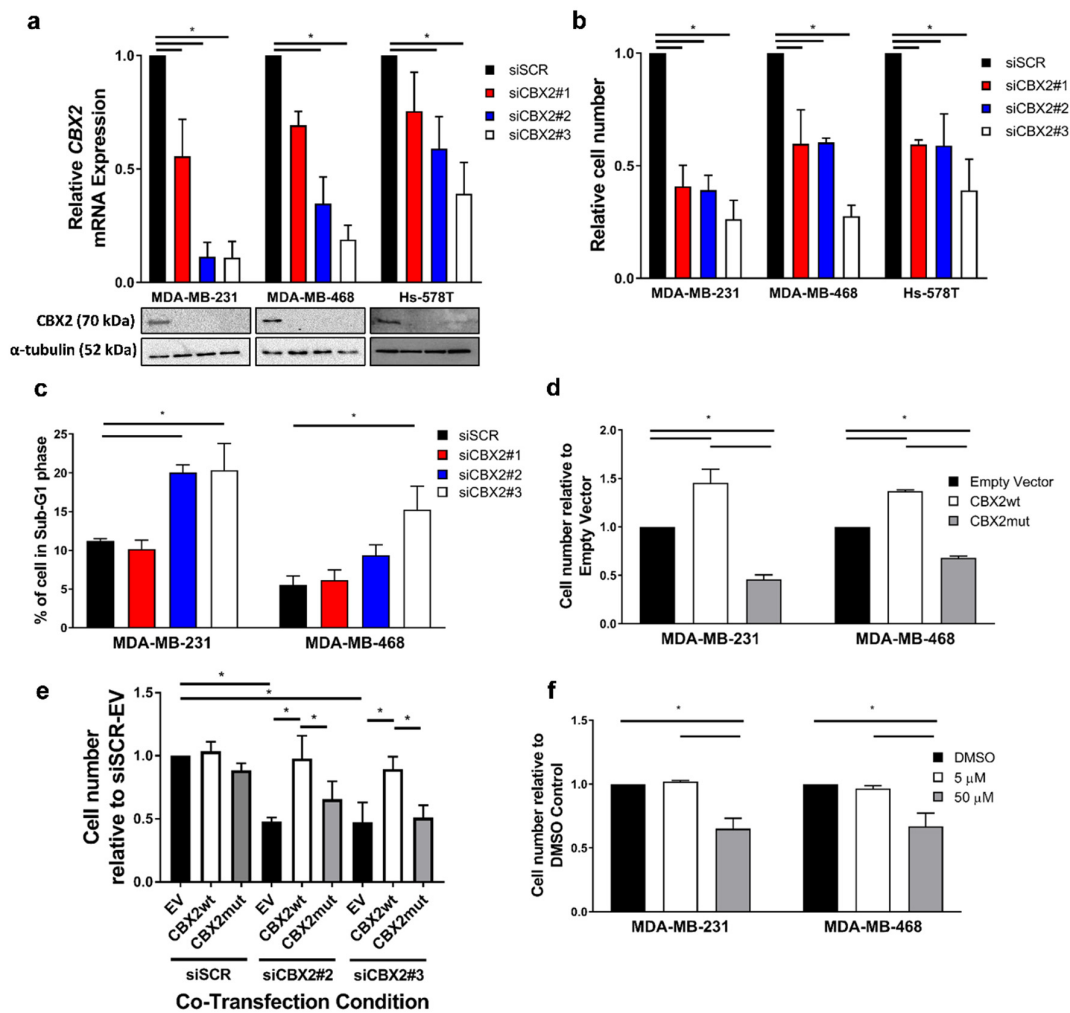 a
*
*
*
1.0
0.5
0.0
Relative CBX2
mRNA Expression
siSCR
siCBX2#1
siCBX2#2
siCBX2#3
MDA-MB-231
MDA-MB-468
Hs-578T
CBX2 (70 kDa)
α-tubulin (52 kDa)
b
*
*
*
1.0
0.5
0.0
Relative cell number
siSCR
siCBX2#1
siCBX2#2
siCBX2#3
MDA-MB-231
MDA-MB-468
Hs-578T
c
*
*
25
20
15
10
5
0
% of cell in Sub-G1 phase
siSCR
siCBX2#1
siCBX2#2
siCBX2#3
MDA-MB-231
MDA-MB-468
d
*
*
2.0
1.5
1.0
0.5
0.0
Cell number relative to
Empty Vector
Empty Vector
CBX2wt
CBX2mut
MDA-MB-231
MDA-MB-468
e
*
*
*
*
*
*
1.5
1.0
0.5
0.0
Cell number
relative to siSCR-EV
EV
CBX2wt
CBX2mut
EV
CBX2wt
CBX2mut
EV
CBX2wt
CBX2mut
siSCR
siCBX2#2
siCBX2#3
Co-Transfection Condition
f
*
*
1.5
1.0
0.5
0.0
Cell number relative to
DMSO Control
DMSO
5 μM
50 μM
MDA-MB-231
MDA-MB-468